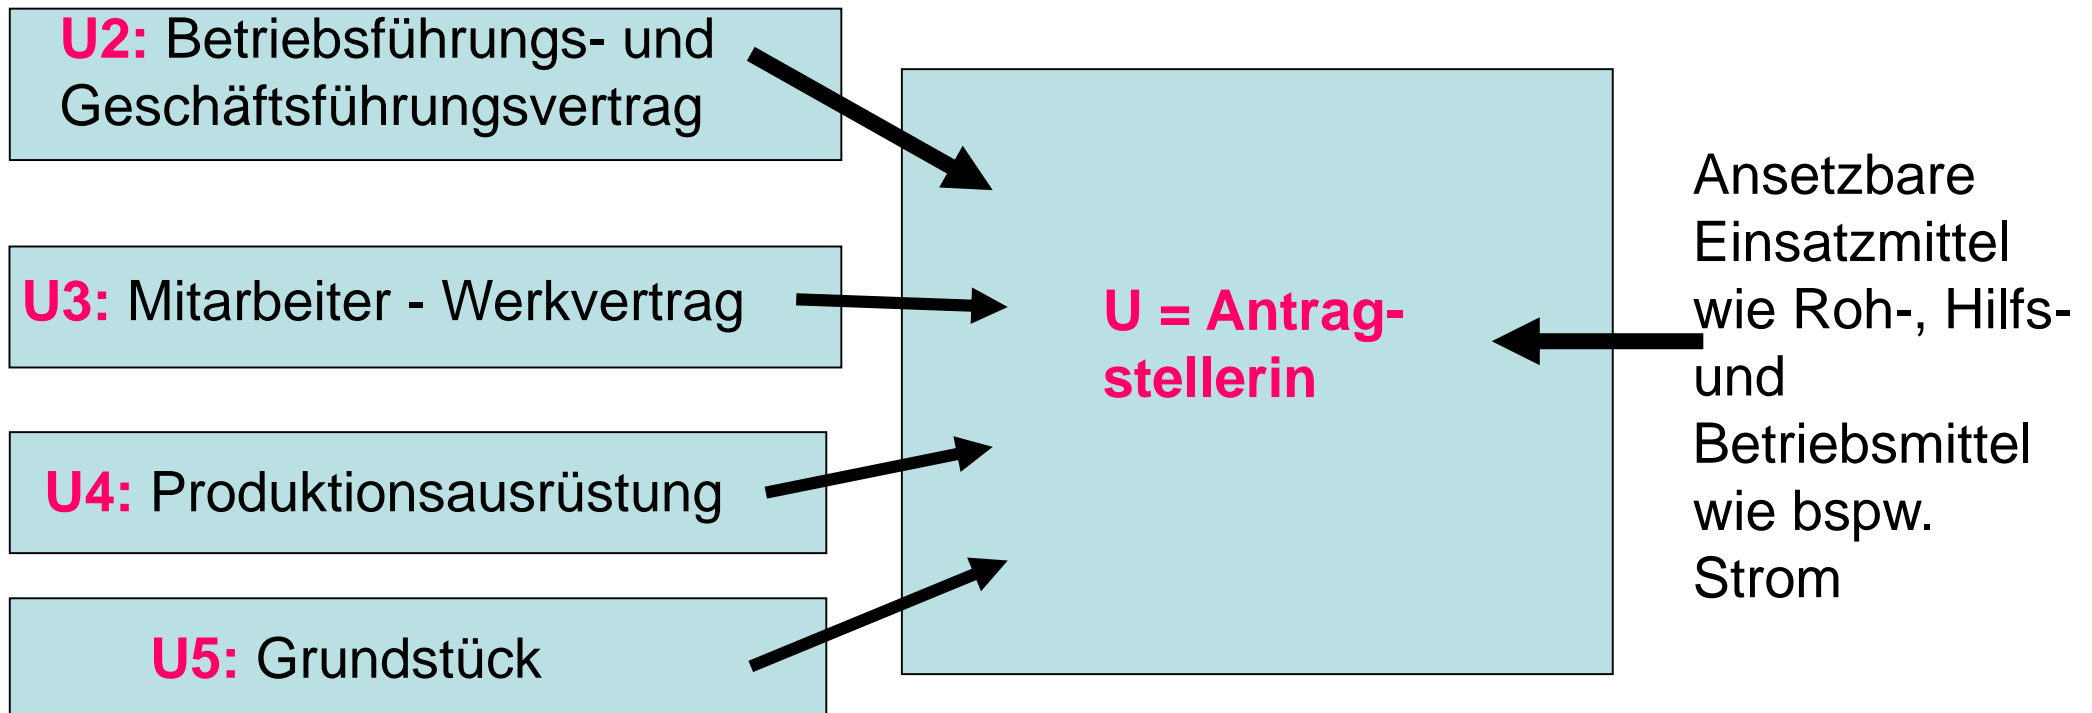 U2: Betriebsführungs- und
Geschäftsführungsvertrag
U3: Mitarbeiter - Werkvertrag
U4: Produktionsausrüstung
U5: Grundstück
U = Antrag-
stellerin
Ansetzbare
Einsatzmittel
wie Roh-, Hilfs-
und
Betriebsmittel
wie bspw.
Strom